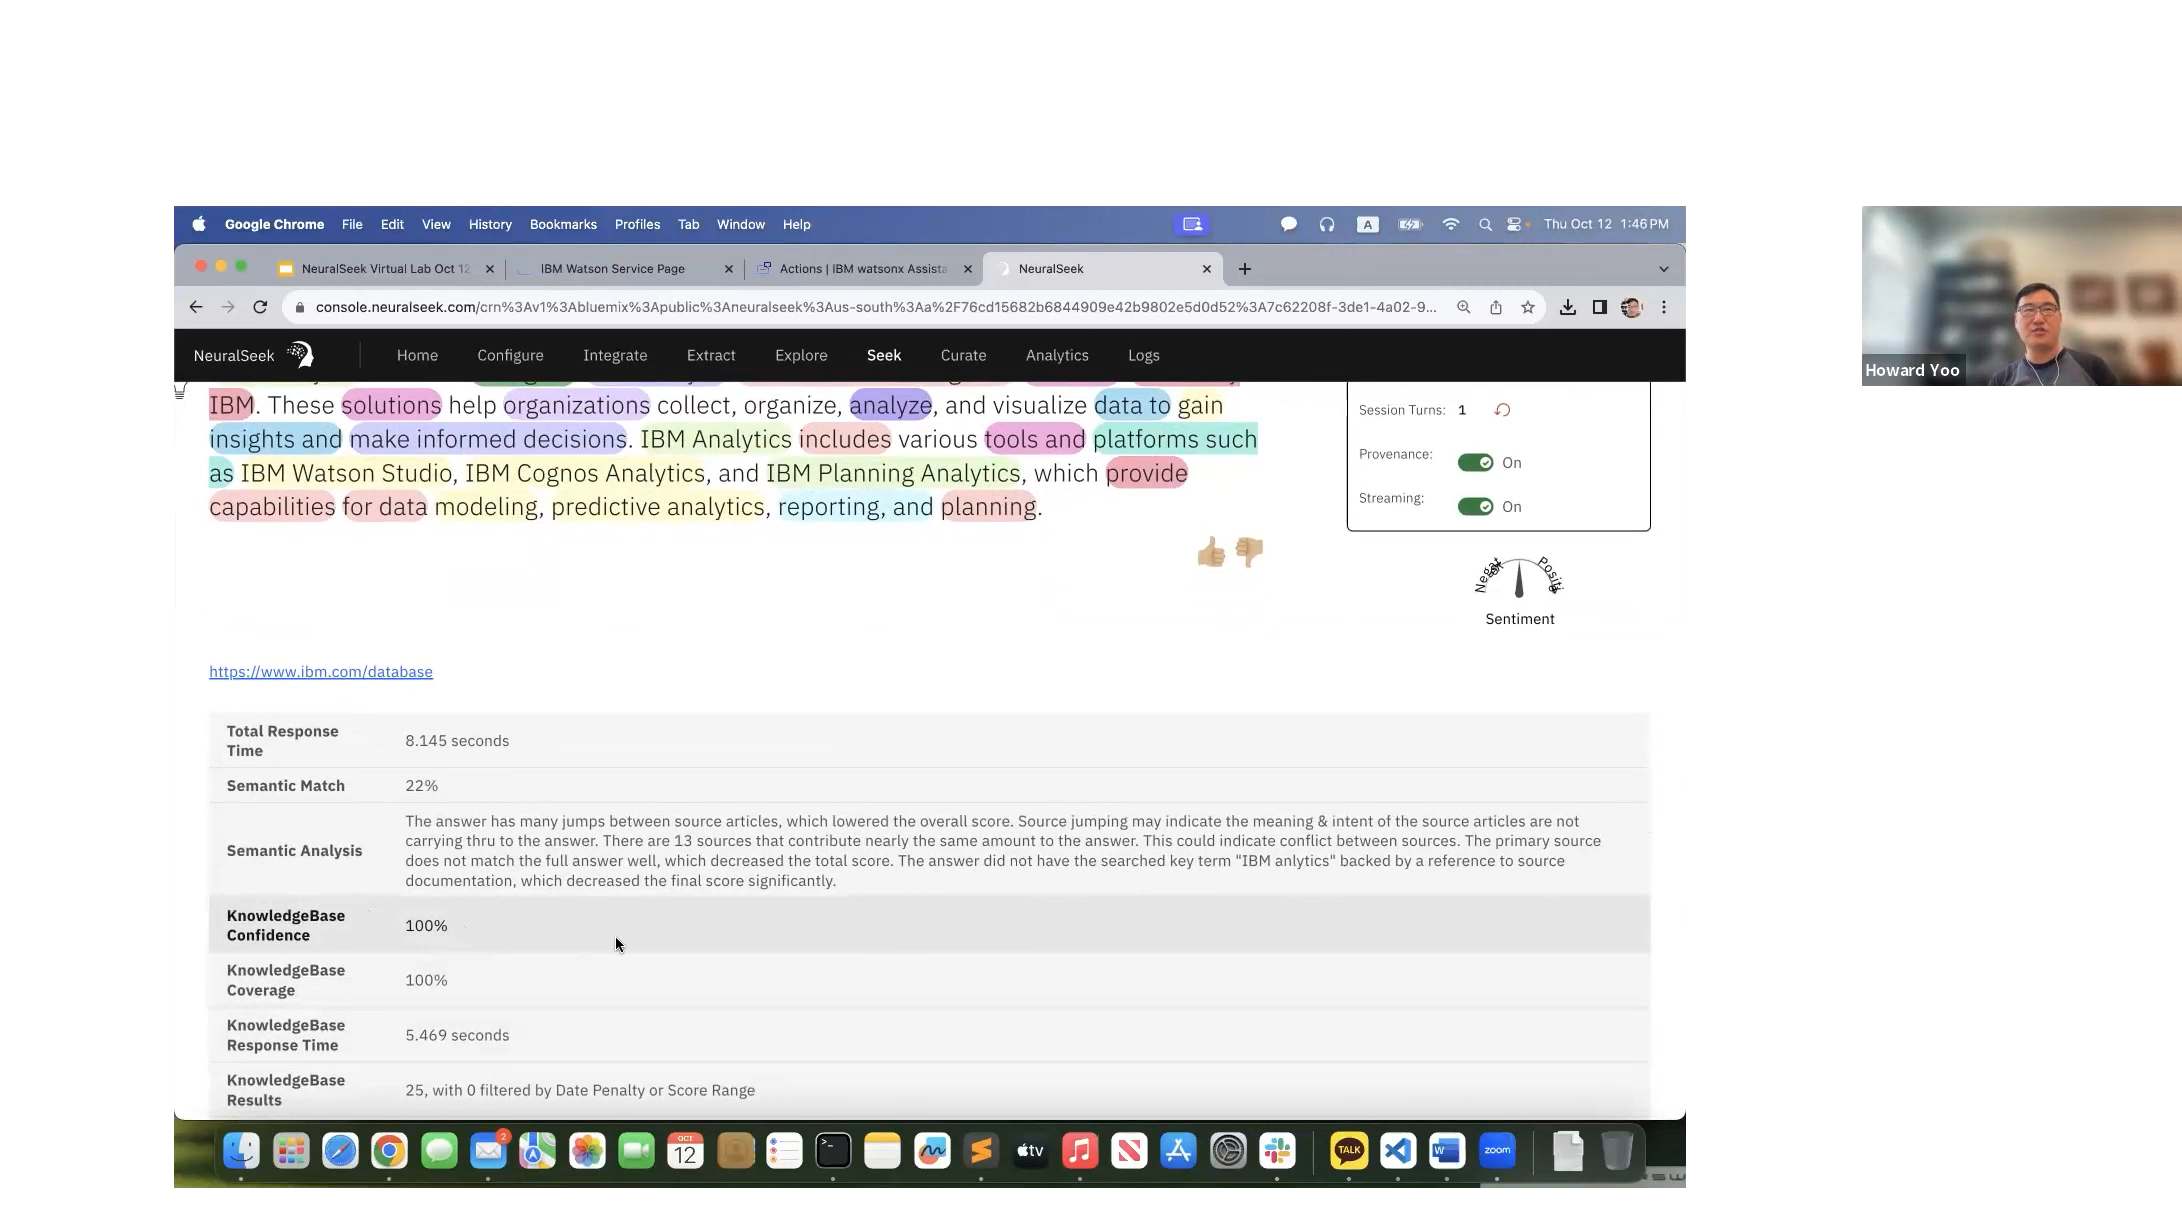 Google Chrome File Edit View History Bookmarks Profiles Tab Window Help A Thu Oct 12 1:46 PM
NeuralSeek Virtual Lab Oct 12 IBM Watson Service Page Actions | IBM watsonx Assista NeuralSeek
console.neuralseek.com/crn%3Av1%3Abluemix%3Apublic%3Aneuralseek%3Aus-south%3Aa%2F76cd15682b6844909e42b9802e5d0d52%3A7c62208f-3de1-4a02-9...
NeuralSeek Home Configure Integrate Extract Explore Seek Curate Analytics Logs
Howard Yoo
IBM. These solutions help organizations collect, organize, analyze, and visualize data to gain
insights and make informed decisions. IBM Analytics includes various tools and platforms such
as IBM Watson Studio, IBM Cognos Analytics, and IBM Planning Analytics, which provide
capabilities for data modeling, predictive analytics, reporting, and planning.
Session Turns: 1
Provenance: On
Streaming: On
Sentiment
https://www.ibm.com/database
Total Response
Time
8.145 seconds
Semantic Match 22%
Semantic Analysis
The answer has many jumps between source articles, which lowered the overall score. Source jumping may indicate the meaning & intent of the source articles are not
carrying thru to the answer. There are 13 sources that contribute nearly the same amount to the answer. This could indicate conflict between sources. The primary source
does not match the full answer well, which decreased the total score. The answer did not have the searched key term "IBM anlytics" backed by a reference to source
documentation, which decreased the final score significantly.
KnowledgeBase
Confidence
100%
KnowledgeBase
Coverage
100%
KnowledgeBase
Response Time
5.469 seconds
KnowledgeBase
Results
25, with 0 filtered by Date Penalty or Score Range
2
OCT
12
tv
TALK
W
zoom